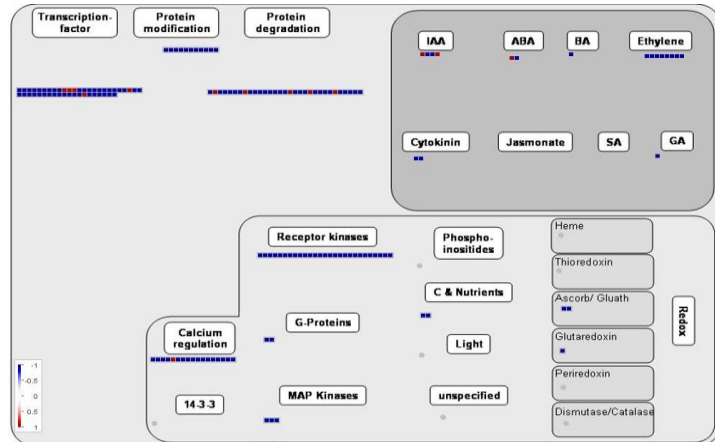 Transcription-
factor
Protein
modification
Protein
degradation
IAA
ABA
BA
Ethylene
Cytokinin
Jasmonate
SA
GA
Receptor kinases
Phospho-
inositides
Heme
Thioredoxin
C & Nutrients
Ascorb/ Gluath
Redox
G-Proteins
Calcium
regulation
Light
Glutaredoxin
14-3-3
MAP Kinases
unspecified
Periredoxin
Dismutase/Catalase
-1
-0.5
0
0.5
1